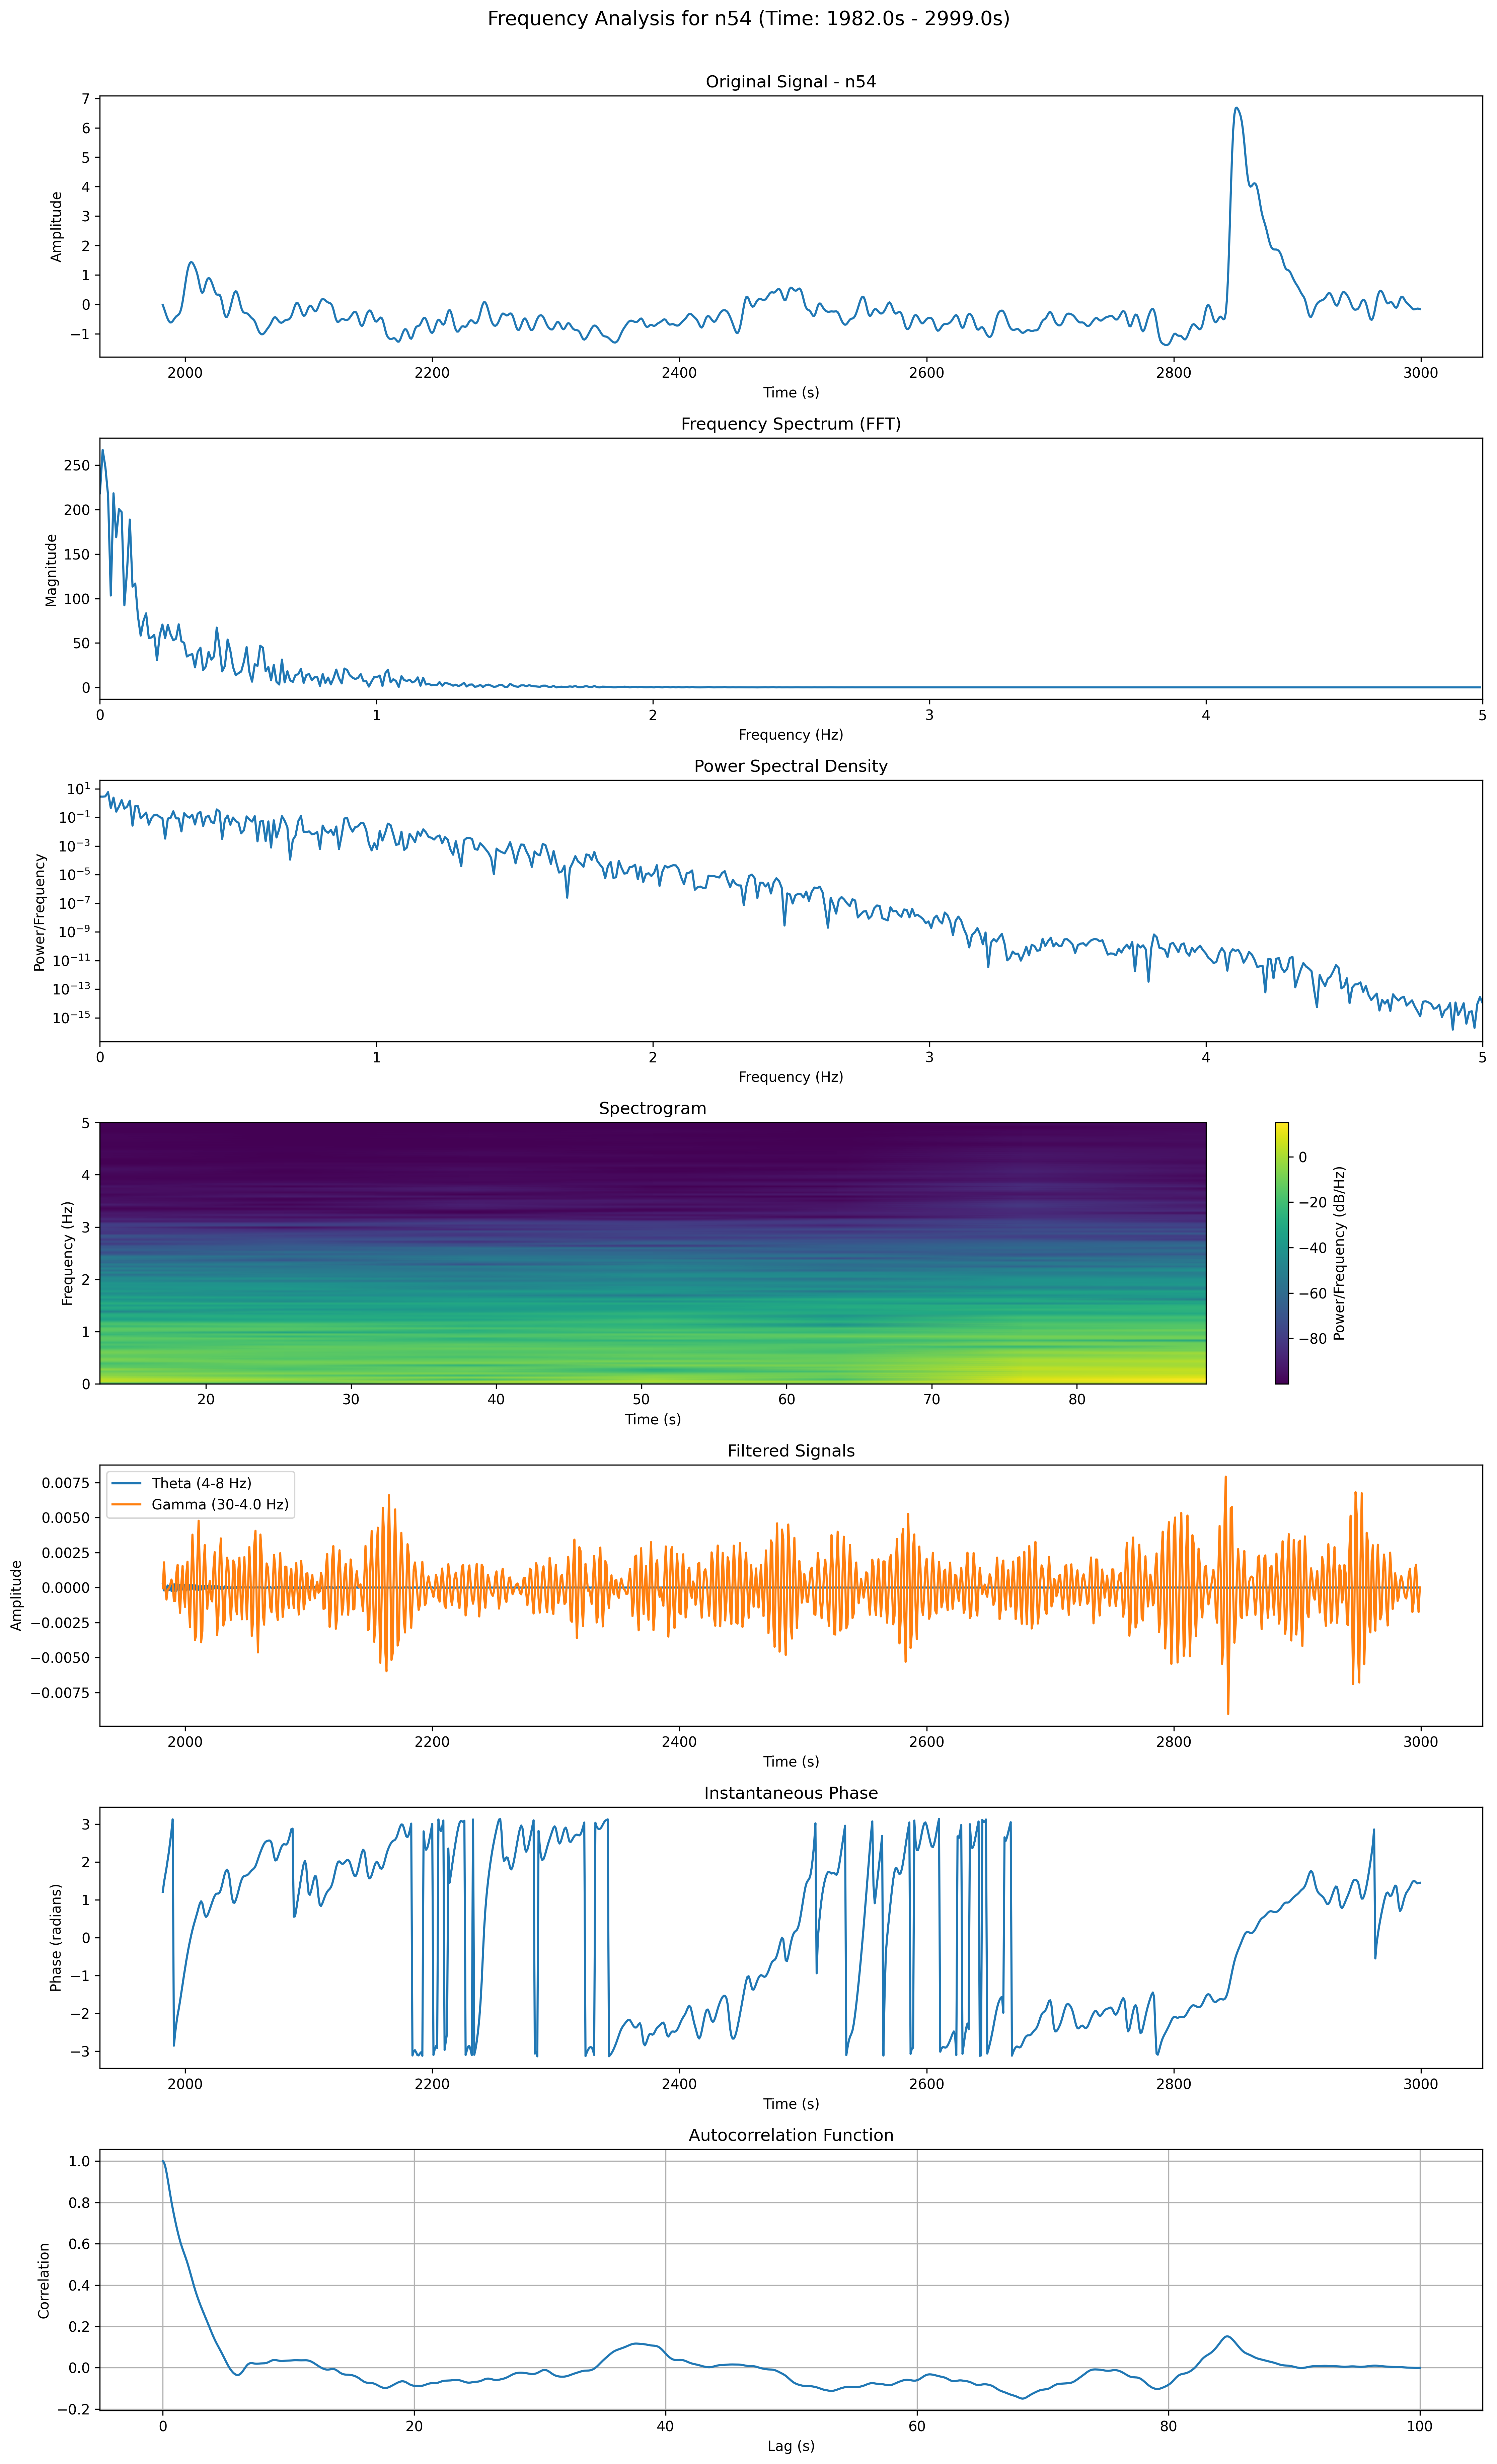 Frequency Analysis for n54 (Time: 1982.0s - 2999.0s)
Original Signal - n54
7
6
5
4
3
2
1
0
−1
Amplitude
2000 2200 2400 2600 2800 3000
Time (s)
Frequency Spectrum (FFT)
250
200
150
100
50
0
Magnitude
0 1 2 3 4 5
Frequency (Hz)
Power Spectral Density
10^1
10^−1
10^−3
10^−5
10^−7
10^−9
10^−11
10^−13
10^−15
Power/Frequency
0 1 2 3 4 5
Frequency (Hz)
Spectrogram
5
4
3
2
1
0
Frequency (Hz)
20 30 40 50 60 70 80
Time (s)
0
−20
−40
−60
−80
Power/Frequency (dB/Hz)
Filtered Signals
Theta (4-8 Hz)
Gamma (30-4.0 Hz)
0.0075
0.0050
0.0025
0.0000
−0.0025
−0.0050
−0.0075
Amplitude
2000 2200 2400 2600 2800 3000
Time (s)
Instantaneous Phase
3
2
1
0
−1
−2
−3
Phase (radians)
2000 2200 2400 2600 2800 3000
Time (s)
Autocorrelation Function
1.0
0.8
0.6
0.4
0.2
0.0
−0.2
Correlation
0 20 40 60 80 100
Lag (s)